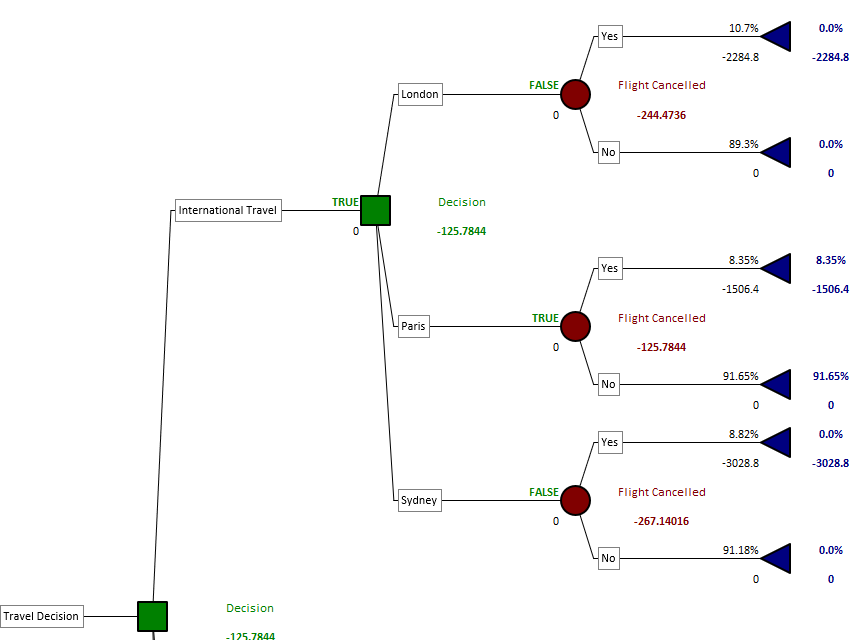 10.7% 0.0%
Yes
-2284.8 -2284.8
London FALSE Flight Cancelled
0 -244.4736
89.3% 0.0%
No
0 0
International Travel TRUE Decision
0 -125.7844
8.35% 8.35%
Yes
-1506.4 -1506.4
Paris TRUE Flight Cancelled
0 -125.7844
91.65% 91.65%
No
0 0
8.82% 0.0%
Yes
-3028.8 -3028.8
Sydney FALSE Flight Cancelled
0 -267.14016
91.18% 0.0%
No
0 0
Travel Decision Decision
-125.7844